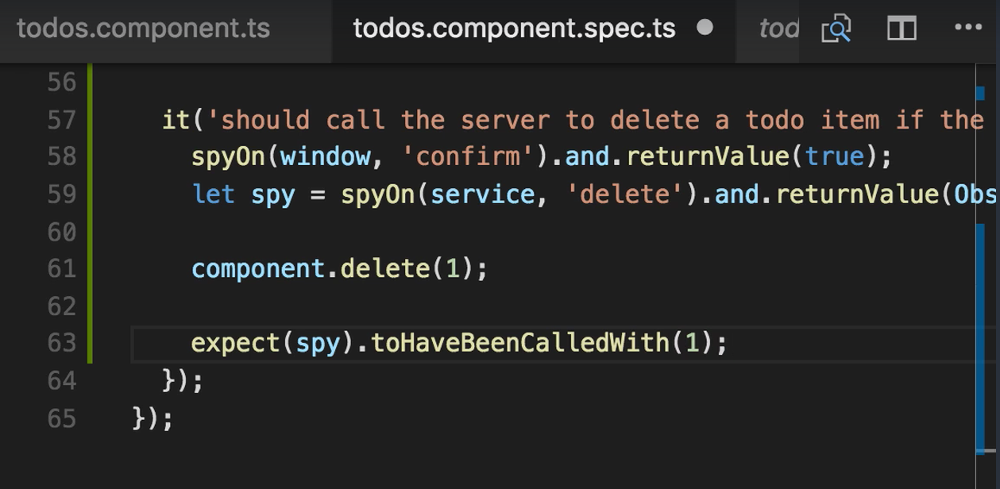 todos.component.ts todos.component.spec.ts tod
56
57 it('should call the server to delete a todo item if the
58 spyOn(window, 'confirm').and.returnValue(true);
59 let spy = spyOn(service, 'delete').and.returnValue(Obs
60
61 component.delete(1);
62
63 expect(spy).toHaveBeenCalledWith(1);
64 });
65 });